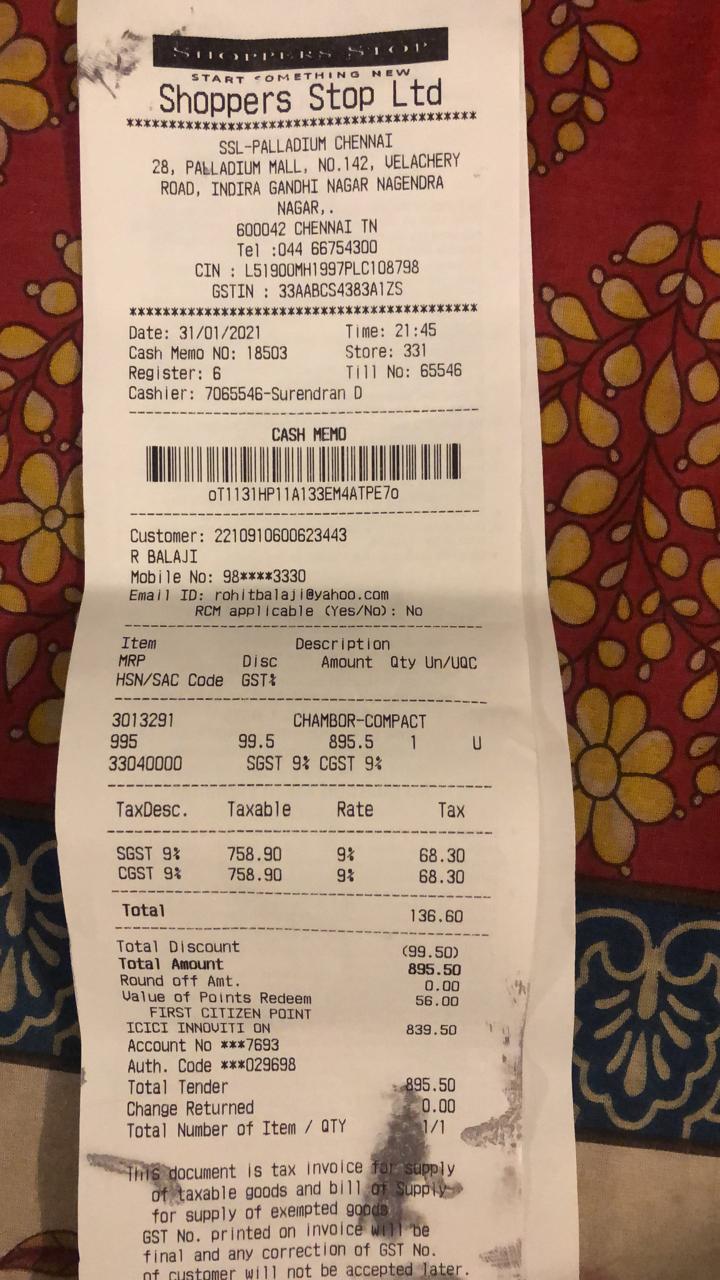 SHOPPERS STOP
START SOMETHING NEW
Shoppers Stop Ltd
************************************************
SSL-PALLADIUM CHENNAI
28, PALLADIUM MALL, NO.142, VELACHERY
ROAD, INDIRA GANDHI NAGAR NAGENDRA
NAGAR,.
600042 CHENNAI TN
Tel :044 66754300
CIN : L51900MH1997PLC108798
GSTIN : 33AABCS4383A1ZS
************************************************
Date: 31/01/2021 Time: 21:45
Cash Memo NO: 18503 Store: 331
Register: 6 Till No: 65546
Cashier: 7065546-Surendran D
CASH MEMO
oT1131HP11A133EM4ATPE7o
Customer: 2210910600623443
R BALAJI
Mobile No: 98****3330
Email ID: rohitbalaji@yahoo.com
RCM applicable (Yes/No): No
Item Description
MRP Disc Amount Qty Un/UQC
HSN/SAC Code GST%
3013291 CHAMBOR-COMPACT
995 99.5 895.5 1 U
33040000 SGST 9% CGST 9%
TaxDesc. Taxable Rate Tax
SGST 9% 758.90 9% 68.30
CGST 9% 758.90 9% 68.30
Total 136.60
Total Discount (99.50)
Total Amount 895.50
Round off Amt. 0.00
Value of Points Redeem 56.00
FIRST CITIZEN POINT
ICICI INNOVITI ON 839.50
Account No ***7693
Auth. Code ***029698
Total Tender 895.50
Change Returned 0.00
Total Number of Item / QTY 1/1
This document is tax invoice for supply
of taxable goods and bill of Supply
for supply of exempted goods
GST No. printed on invoice will be
final and any correction of GST No.
of customer will not be accepted later.